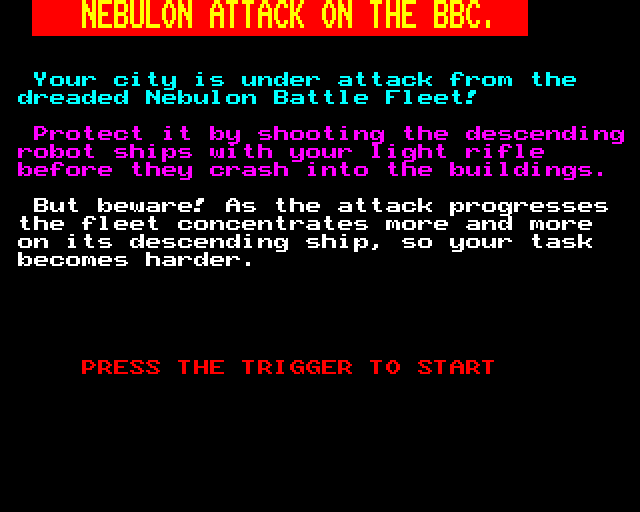 NEBULON ATTACK ON THE BBC.
Your city is under attack from the
dreaded Nebulon Battle Fleet!
Protect it by shooting the descending
robot ships with your light rifle
before they crash into the buildings.
But beware! As the attack progresses
the fleet concentrates more and more
on its descending ship, so your task
becomes harder.
PRESS THE TRIGGER TO START